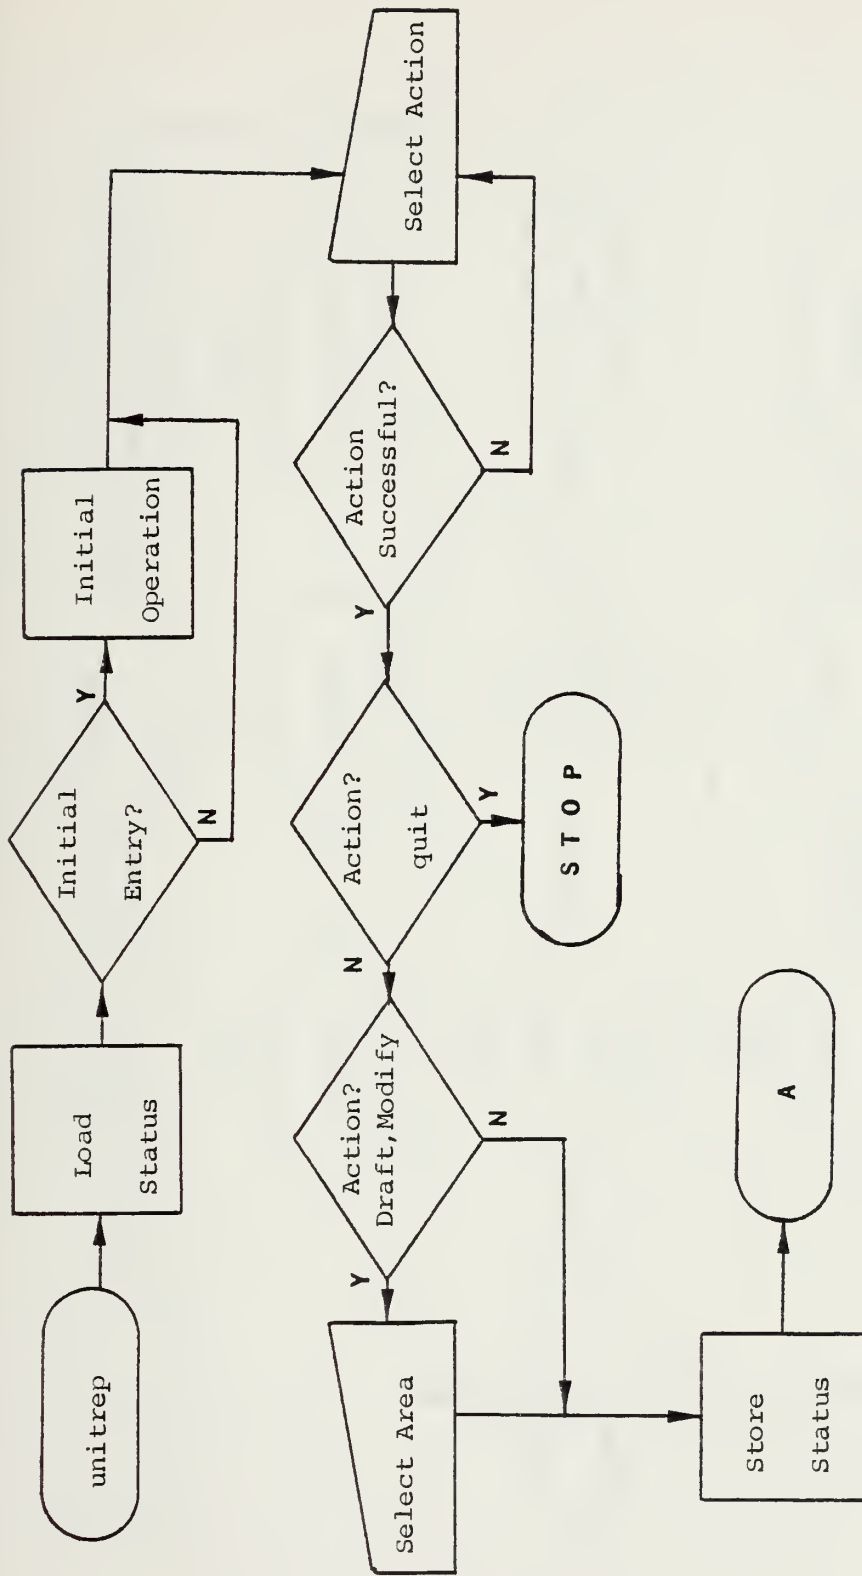 unitrep
Load
Status
Initial
Entry?
Y
N
Initial
Operation
Select Action
Action
Successful?
N
Y
Action?
quit
Y
STOP
N
Action?
Draft,Modify
N
Y
Select Area
Store
Status
A